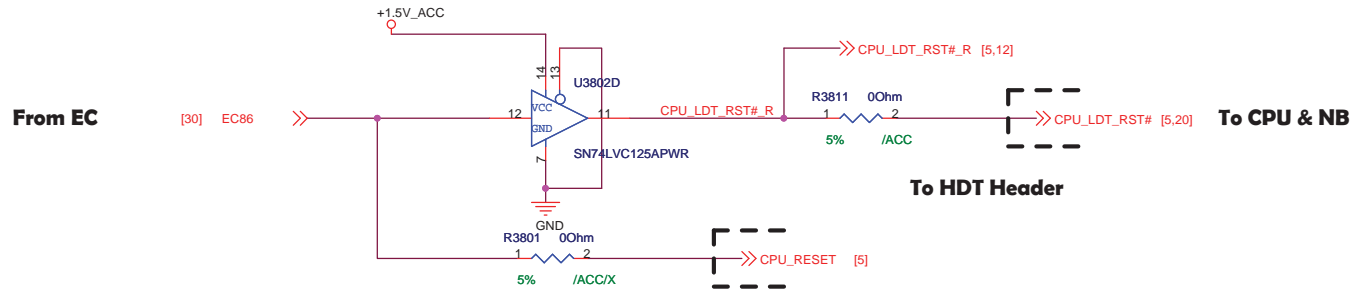 +1.5V_ACC
14
13
U3802D
CPU_LDT_RST#_R [5,12]
From EC
[30] EC86
12
VCC
GND
11
CPU_LDT_RST#_R
R3811 0Ohm
1 2
5% /ACC
CPU_LDT_RST# [5,20]
To CPU & NB
7
SN74LVC125APWR
To HDT Header
GND
R3801 0Ohm
1 2
5% /ACC/X
CPU_RESET [5]